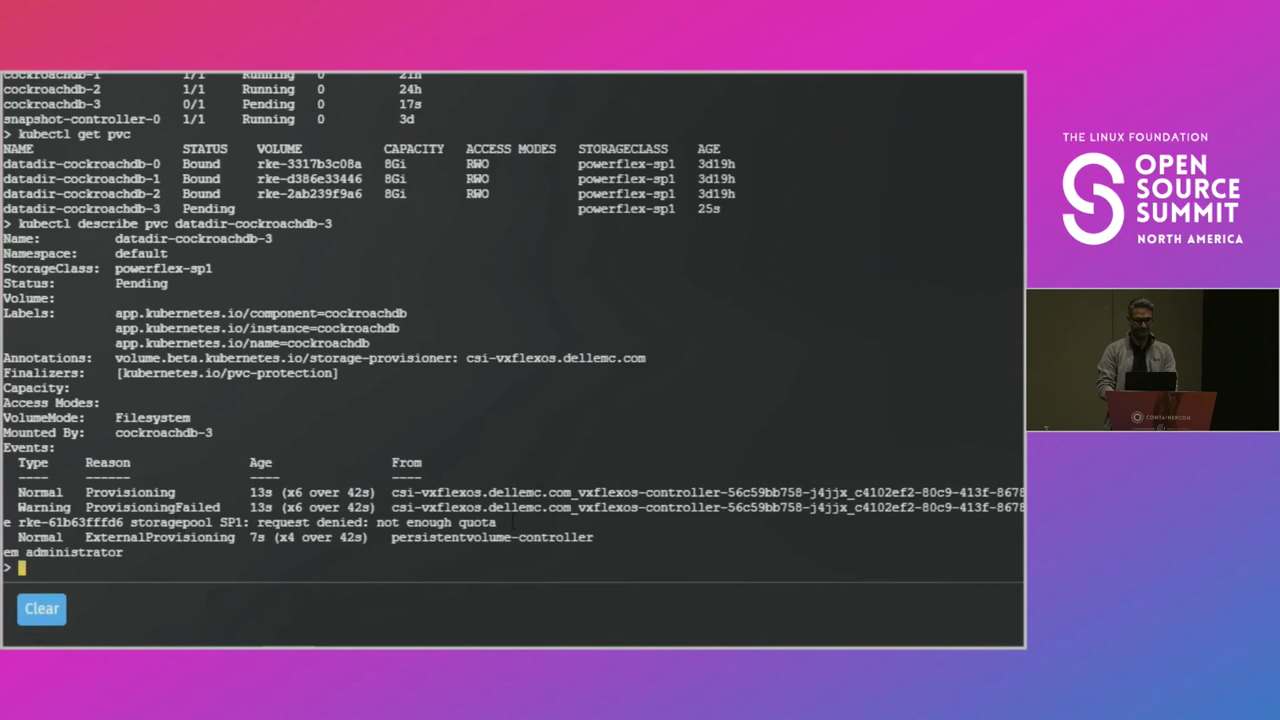 cockroachdb-1 1/1 Running 0 21h
cockroachdb-2 1/1 Running 0 24h
cockroachdb-3 0/1 Pending 0 17s
snapshot-controller-0 1/1 Running 0 3d
> kubectl get pvc
NAME STATUS VOLUME CAPACITY ACCESS MODES STORAGECLASS AGE
datadir-cockroachdb-0 Bound rke-3317b3c08a 8Gi RWO powerflex-sp1 3d19h
datadir-cockroachdb-1 Bound rke-d386e33446 8Gi RWO powerflex-sp1 3d19h
datadir-cockroachdb-2 Bound rke-2ab239f9a6 8Gi RWO powerflex-sp1 3d19h
datadir-cockroachdb-3 Pending powerflex-sp1 25s
> kubectl describe pvc datadir-cockroachdb-3
Name: datadir-cockroachdb-3
Namespace: default
StorageClass: powerflex-sp1
Status: Pending
Volume:
Labels: app.kubernetes.io/component=cockroachdb
app.kubernetes.io/instance=cockroachdb
app.kubernetes.io/name=cockroachdb
Annotations: volume.beta.kubernetes.io/storage-provisioner: csi-vxflexos.dellemc.com
Finalizers: [kubernetes.io/pvc-protection]
Capacity:
Access Modes:
VolumeMode: Filesystem
Mounted By: cockroachdb-3
Events:
Type Reason Age From
---- ------ ---- ----
Normal Provisioning 13s (x6 over 42s) csi-vxflexos.dellemc.com_vxflexos-controller-56c59bb758-j4jjx_c4102ef2-80c9-413f-8678
Warning ProvisioningFailed 13s (x6 over 42s) csi-vxflexos.dellemc.com_vxflexos-controller-56c59bb758-j4jjx_c4102ef2-80c9-413f-8678
e rke-61b63fffd6 storagepool SP1: request denied: not enough quota
Normal ExternalProvisioning 7s (x4 over 42s) persistentvolume-controller
em administrator
>
Clear
THE LINUX FOUNDATION
OPEN
SOURCE
SUMMIT
NORTH AMERICA
CONTAINERCON